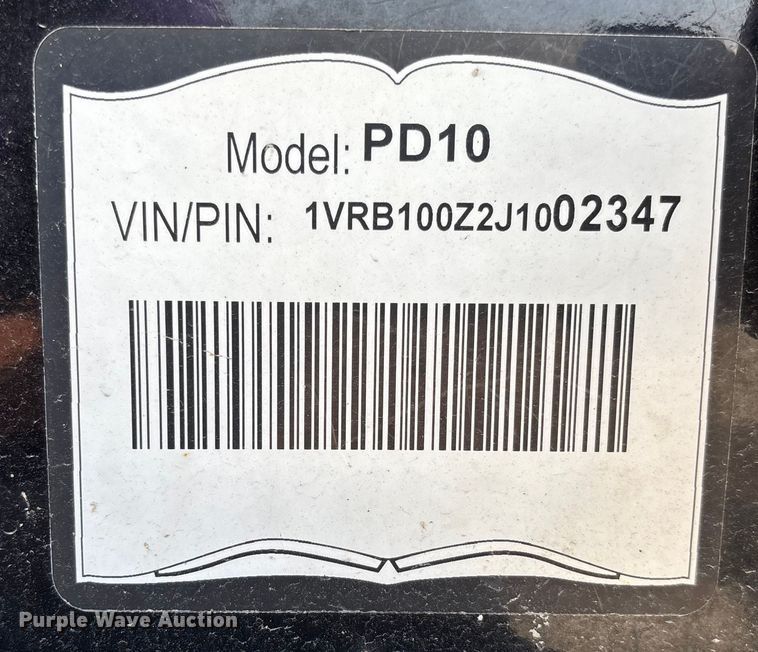 Model: PD10
VIN/PIN: 1VRB100Z2J1002347
Purple Wave Auction